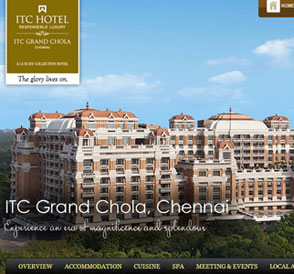 HOME
ITC HOTEL
RESPONSIBLE LUXURY
ITC GRAND CHOLA
CHENNAI
A LUXURY COLLECTION HOTEL
The glory lives on.
ITC Grand Chola, Chennai
Experience an era of magnificence and splendour
OVERVIEW ACCOMMODATION CUISINE SPA MEETING & EVENTS LOCAL A